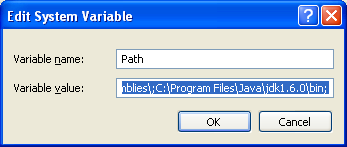 Edit System Variable
Variable name: Path
Variable value: nblies\;C:\Program Files\Java\jdk1.6.0\bin;
OK Cancel